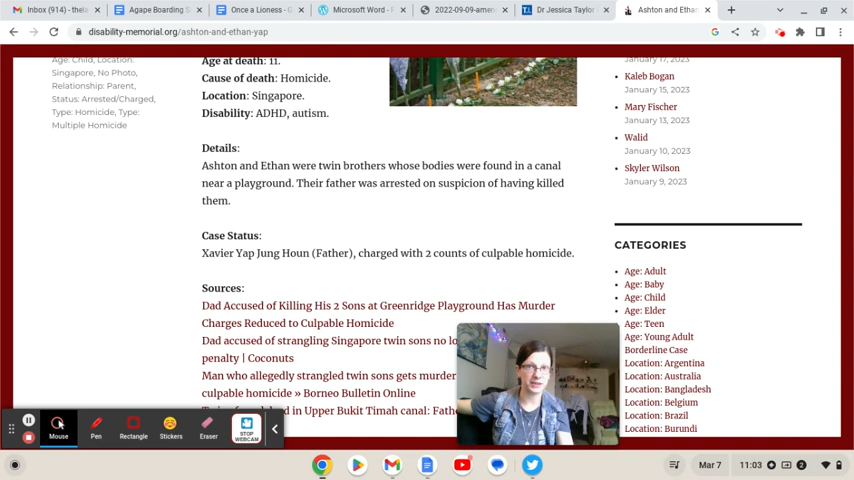 Inbox (914) - thela
Agape Boarding S
Once a Lioness - G
Microsoft Word - F
2022-09-09-amen
Dr Jessica Taylor
Ashton and Ethan
disability-memorial.org/ashton-and-ethan-yap
Age: Child, Location:
Singapore, No Photo,
Relationship: Parent,
Status: Arrested/Charged,
Type: Homicide, Type:
Multiple Homicide
Age at death: 11.
Cause of death: Homicide.
Location: Singapore.
Disability: ADHD, autism.
Details:
Ashton and Ethan were twin brothers whose bodies were found in a canal
near a playground. Their father was arrested on suspicion of having killed
them.
Case Status:
Xavier Yap Jung Houn (Father), charged with 2 counts of culpable homicide.
Sources:
Dad Accused of Killing His 2 Sons at Greenridge Playground Has Murder
Charges Reduced to Culpable Homicide
Dad accused of strangling Singapore twin sons no lo
penalty | Coconuts
Man who allegedly strangled twin sons gets murder
culpable homicide » Borneo Bulletin Online
in Upper Bukit Timah canal: Fathe
January 17, 2023
Kaleb Bogan
January 15, 2023
Mary Fischer
January 13, 2023
Walid
January 10, 2023
Skyler Wilson
January 9, 2023
CATEGORIES
Age: Adult
Age: Baby
Age: Child
Age: Elder
Age: Teen
Age: Young Adult
Borderline Case
Location: Argentina
Location: Australia
Location: Bangladesh
Location: Belgium
Location: Brazil
Location: Burundi
Mouse
Pen
Rectangle
Stickers
Eraser
STOP
WEBCAM
Mar 7
11:03
2